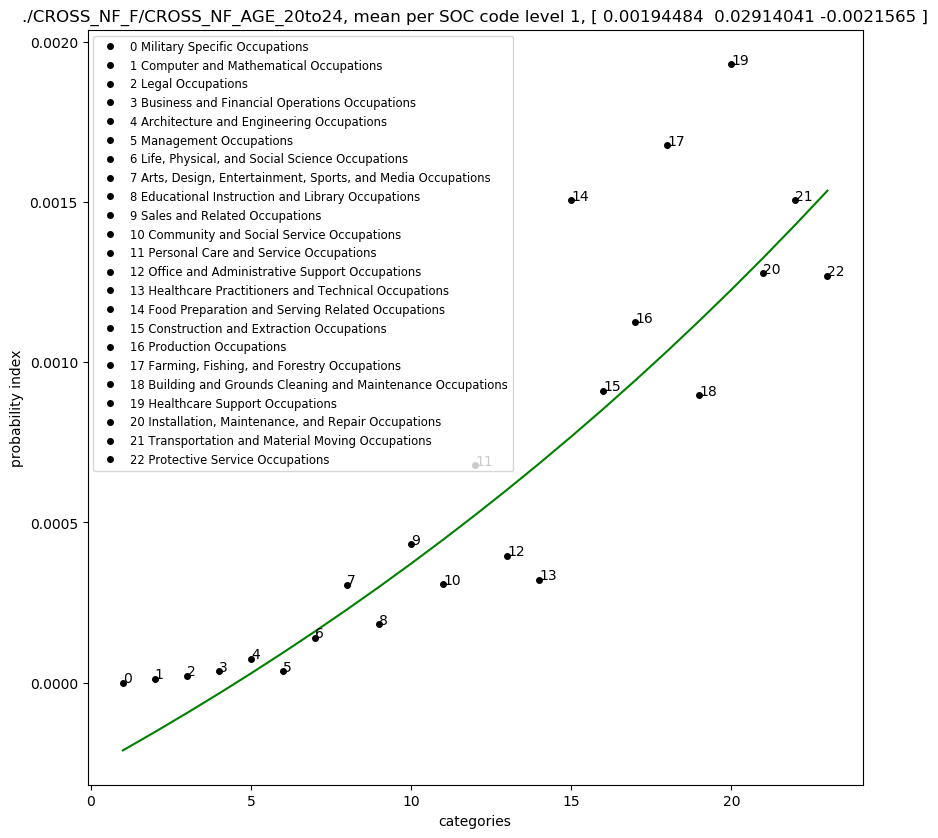 ./CROSS_NF_F/CROSS_NF_AGE_20to24, mean per SOC code level 1, [ 0.00194484  0.02914041 -0.0021565 ]
0 Military Specific Occupations
1 Computer and Mathematical Occupations
2 Legal Occupations
3 Business and Financial Operations Occupations
4 Architecture and Engineering Occupations
5 Management Occupations
6 Life, Physical, and Social Science Occupations
7 Arts, Design, Entertainment, Sports, and Media Occupations
8 Educational Instruction and Library Occupations
9 Sales and Related Occupations
10 Community and Social Service Occupations
11 Personal Care and Service Occupations
12 Office and Administrative Support Occupations
13 Healthcare Practitioners and Technical Occupations
14 Food Preparation and Serving Related Occupations
15 Construction and Extraction Occupations
16 Production Occupations
17 Farming, Fishing, and Forestry Occupations
18 Building and Grounds Cleaning and Maintenance Occupations
19 Healthcare Support Occupations
20 Installation, Maintenance, and Repair Occupations
21 Transportation and Material Moving Occupations
22 Protective Service Occupations
0.0020
0.0015
0.0010
0.0005
0.0000
probability index
0
1
2
3
4
5
6
7
8
9
10
11
12
13
14
15
16
17
18
19
20
21
22
0
5
10
15
20
categories